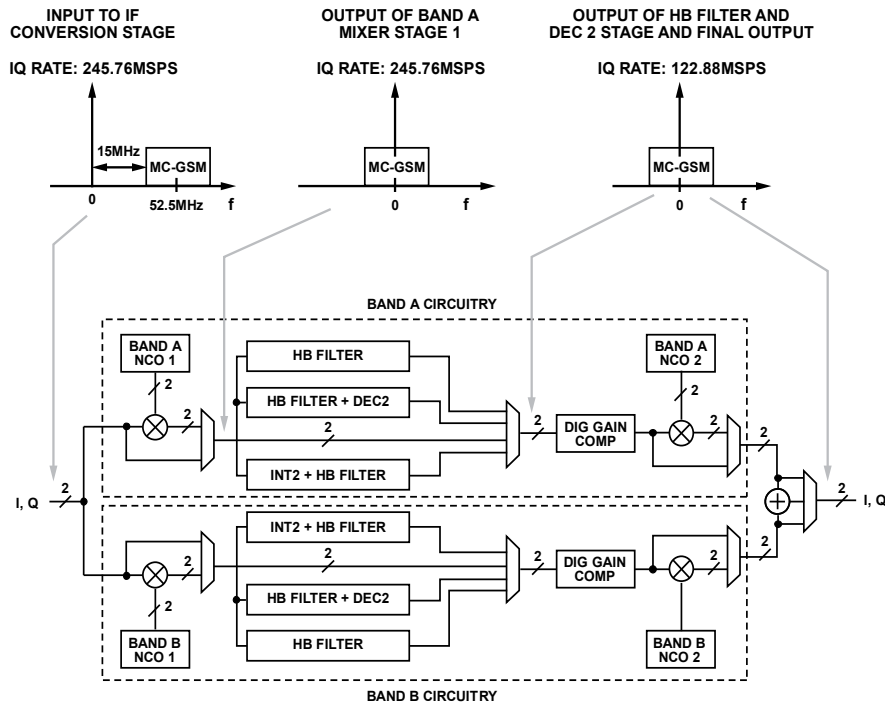 INPUT TO IF
CONVERSION STAGE
IQ RATE: 245.76MSPS
15MHz
MC-GSM
0
52.5MHz
f
OUTPUT OF BAND A
MIXER STAGE 1
IQ RATE: 245.76MSPS
MC-GSM
0
f
OUTPUT OF HB FILTER AND
DEC 2 STAGE AND FINAL OUTPUT
IQ RATE: 122.88MSPS
MC-GSM
0
f
BAND A CIRCUITRY
BAND A
NCO 1
2
2
HB FILTER
HB FILTER + DEC2
2
INT2 + HB FILTER
2
DIG GAIN
COMP
BAND A
NCO 2
2
2
2
I, Q
2
2
I, Q
INT2 + HB FILTER
2
HB FILTER + DEC2
HB FILTER
2
2
BAND B
NCO 1
2
DIG GAIN
COMP
2
2
BAND B
NCO 2
BAND B CIRCUITRY